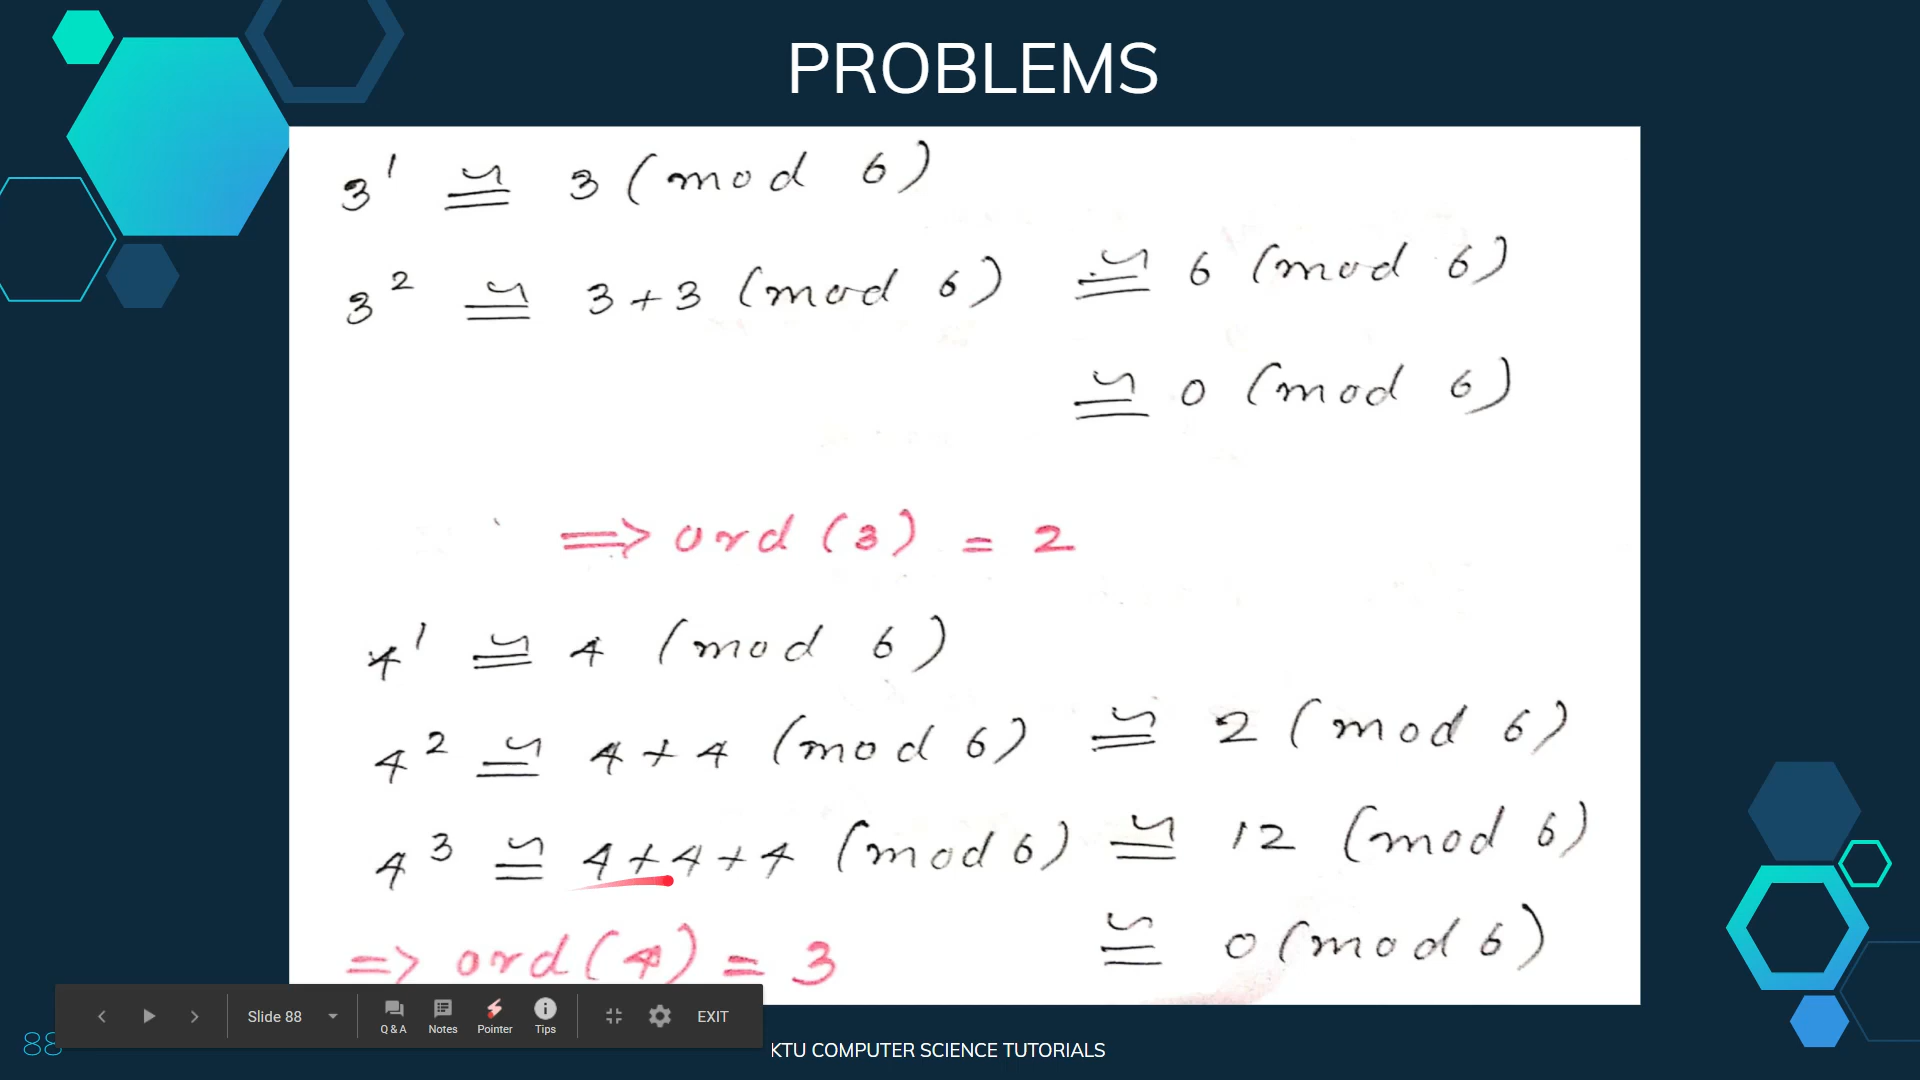 PROBLEMS
3¹ ≅ 3 (mod 6)
3² ≅ 3+3 (mod 6) ≅ 6 (mod 6)
≅ 0 (mod 6)
⇒ ord (3) = 2
4¹ ≅ 4 (mod 6)
4² ≅ 4+4 (mod 6) ≅ 2 (mod 6)
4³ ≅ 4+4+4 (mod 6) ≅ 12 (mod 6)
⇒ ord (4) = 3 ≅ 0 (mod 6)
Slide 88
Q & A
Notes
Pointer
Tips
EXIT
88
KTU COMPUTER SCIENCE TUTORIALS